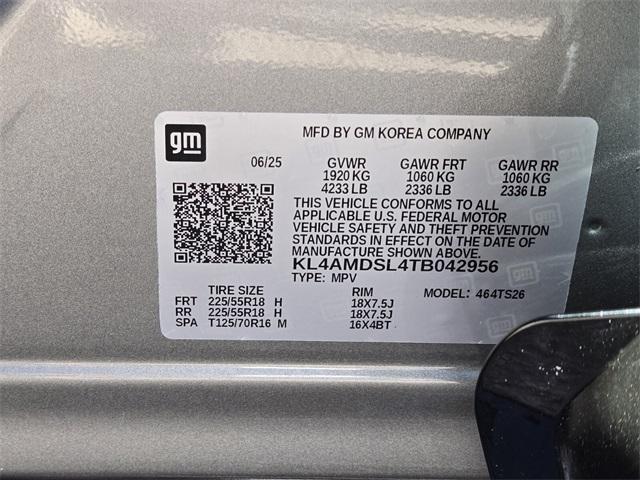 gm
MFD BY GM KOREA COMPANY
06/25 GVWR GAWR FRT GAWR RR
1920 KG 1060 KG 1060 KG
4233 LB 2336 LB 2336 LB
THIS VEHICLE CONFORMS TO ALL
APPLICABLE U.S. FEDERAL MOTOR
VEHICLE SAFETY AND THEFT PREVENTION
STANDARDS IN EFFECT ON THE DATE OF
MANUFACTURE SHOWN ABOVE.
KL4AMDSL4TB042956
TYPE: MPV
TIRE SIZE RIM MODEL: 464TS26
FRT 225/55R18 H 18X7.5J
RR 225/55R18 H 18X7.5J
SPA T125/70R16 M 16X4BT